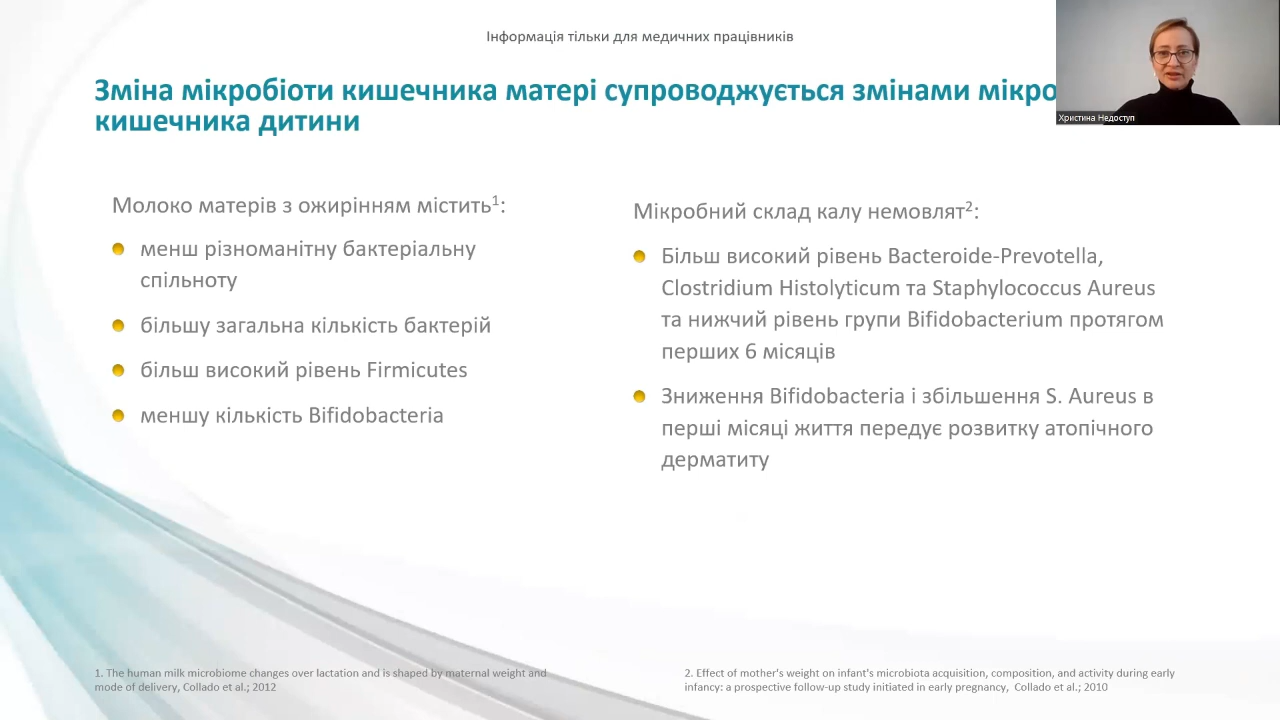 Інформація тільки для медичних працівників
Зміна мікробіоти кишечника матері супроводжується змінами мікро
кишечника дитини
Христина Недоступ
Молоко матерів з ожирінням містить¹:
менш різноманітну бактеріальну
спільноту
більшу загальна кількість бактерій
більш високий рівень Firmicutes
меншу кількість Bifidobacteria
Мікробний склад калу немовлят²:
Більш високий рівень Bacteroide-Prevotella,
Clostridium Histolyticum та Staphylococcus Aureus
та нижчий рівень групи Bifidobacterium протягом
перших 6 місяців
Зниження Bifidobacteria і збільшення S. Aureus в
перші місяці життя передує розвитку атопічного
дерматиту
1. The human milk microbiome changes over lactation and is shaped by maternal weight and
mode of delivery, Collado et al.; 2012
2. Effect of mother's weight on infant's microbiota acquisition, composition, and activity during early
infancy: a prospective follow-up study initiated in early pregnancy, Collado et al.; 2010